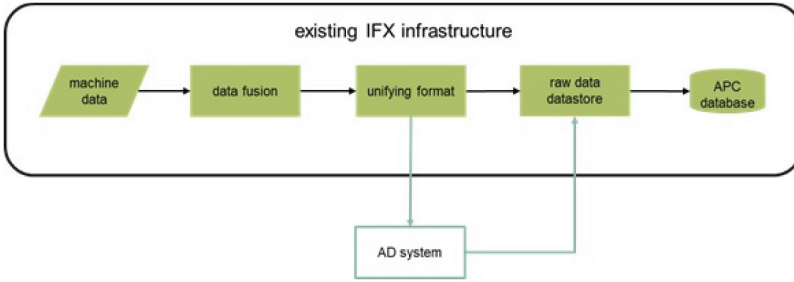 existing IFX infrastructure
machine
data
data fusion
unifying format
raw data
datastore
APC
database
AD system